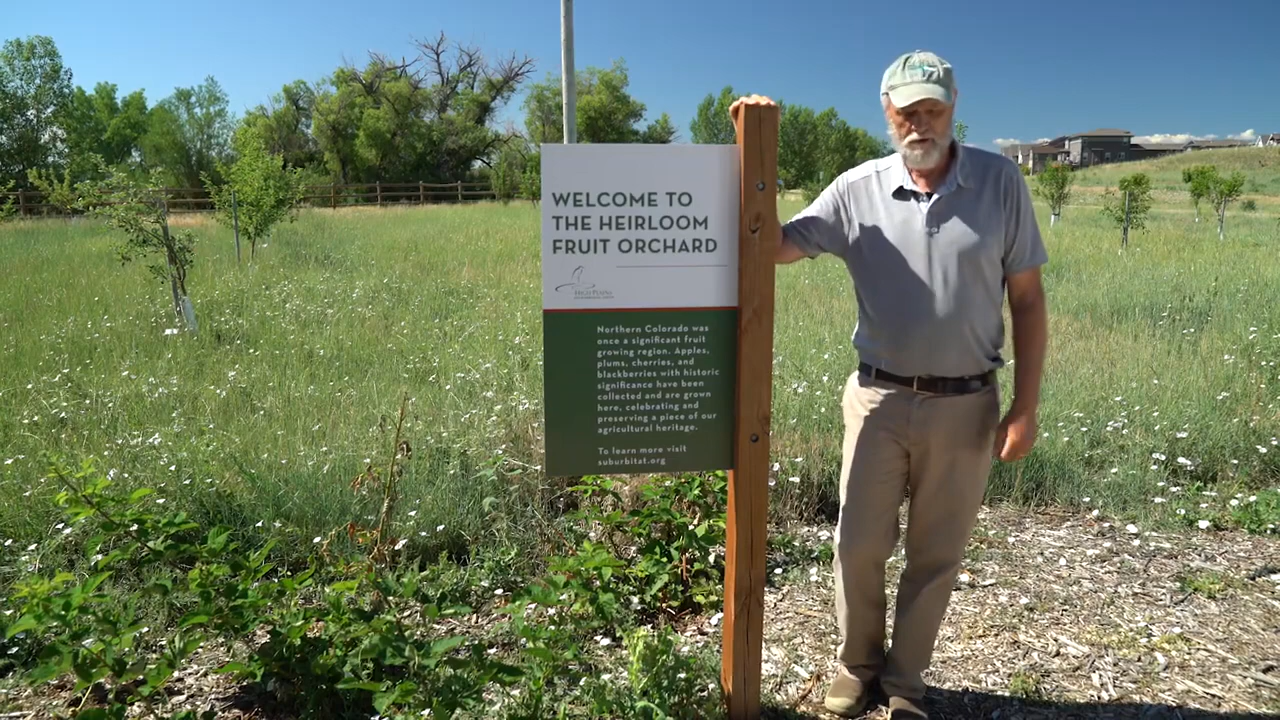 WELCOME TO
THE HEIRLOOM
FRUIT ORCHARD
HIGH PLAINS
Northern Colorado was
once a significant fruit
growing region. Apples,
plums, cherries, and
blackberries with historic
significance have been
collected and are grown
here, celebrating and
preserving a piece of our
agricultural heritage.
To learn more visit
suburbitat.org